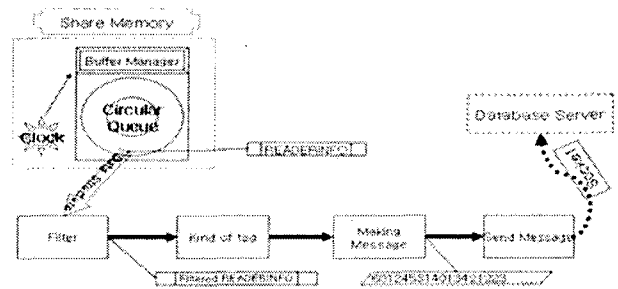 Share Memory
Buffer Manager
Circular
Queue
Clock
Database Server
READERINFO
Socket
Filter
Kind of tag
Making
Message
Send Message
Filtered READERINFO